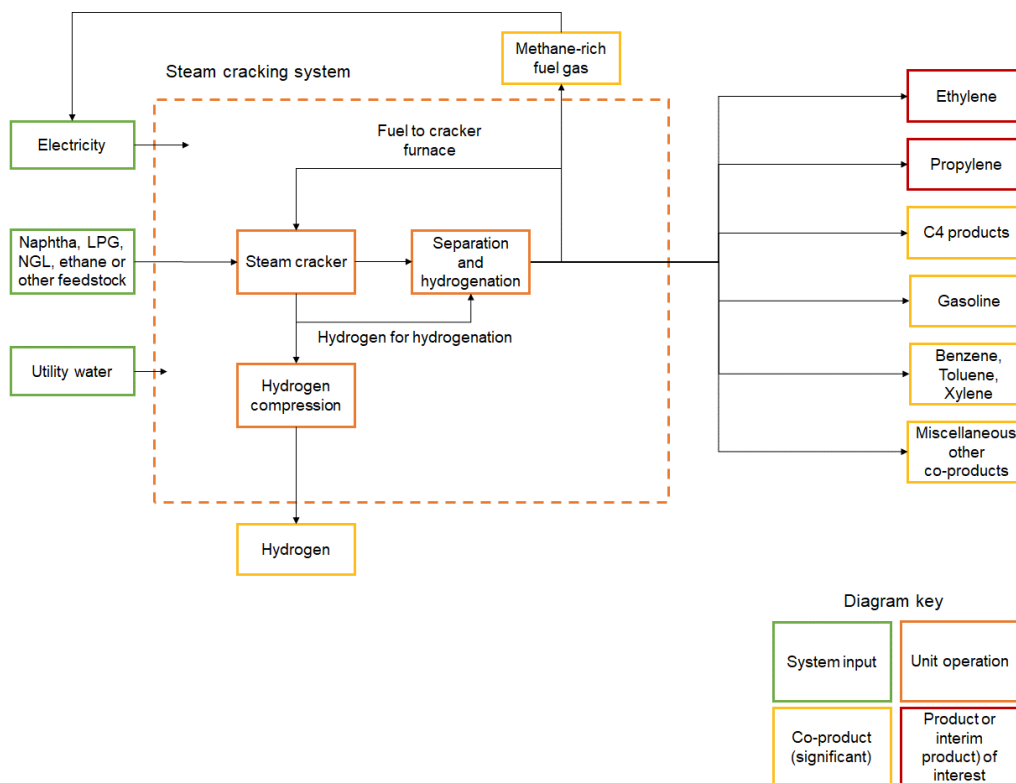 Methane-rich
fuel gas
Steam cracking system
Ethylene
Electricity
Fuel to cracker
furnace
Propylene
Naphtha, LPG,
NGL, ethane or
other feedstock
Steam cracker
Separation
and
hydrogenation
C4 products
Gasoline
Hydrogen for hydrogenation
Utility water
Hydrogen
compression
Benzene,
Toluene,
Xylene
Miscellaneous
other
co-products
Hydrogen
Diagram key
System input
Unit operation
Co-product
(significant)
Product or
interim
product) of
interest